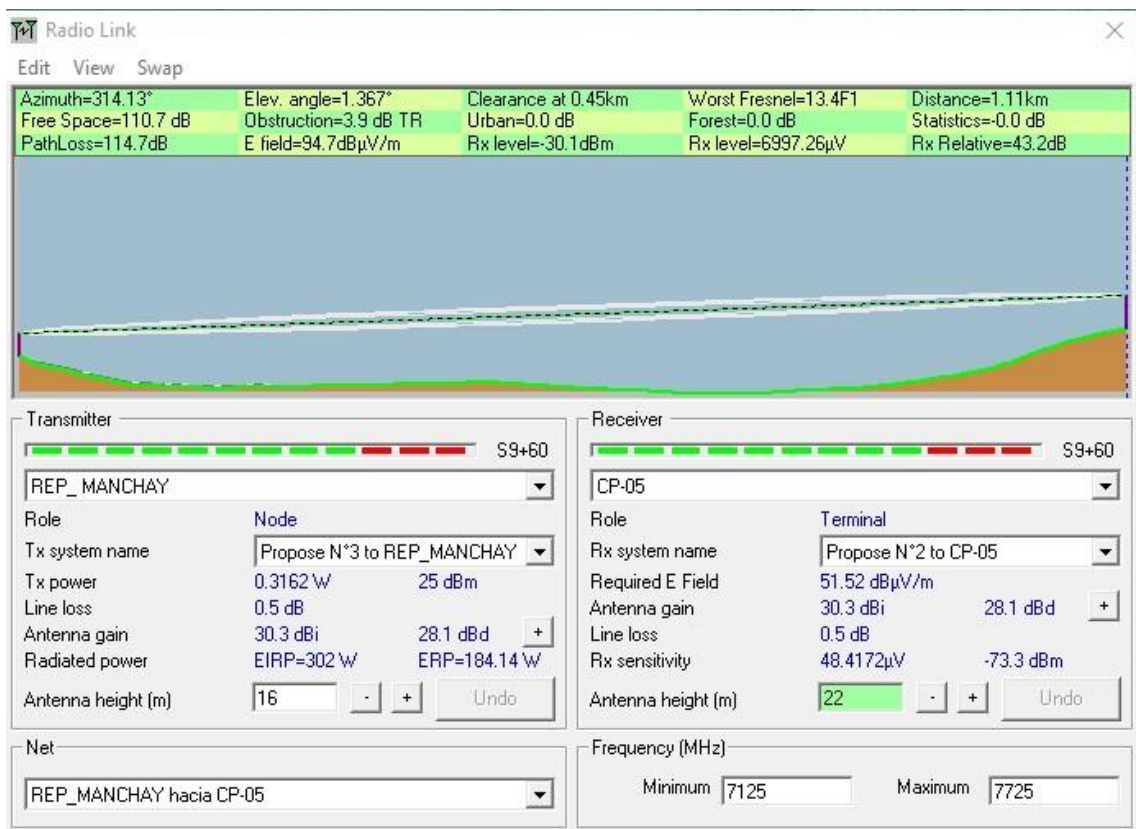 Radio Link
Edit View Swap
Azimuth=314.13° Elev. angle=1.367° Clearance at 0.45km Worst Fresnel=13.4F1 Distance=1.11km
Free Space=110.7 dB Obstruction=3.9 dB TR Urban=0.0 dB Forest=0.0 dB Statistics=-0.0 dB
PathLoss=114.7dB E field=94.7dBμV/m Rx level=-30.1dBm Rx level=6997.26μV Rx Relative=43.2dB
Transmitter
S9+60
REP_ MANCHAY
Role Node
Tx system name Propose N°3 to REP_MANCHAY
Tx power 0.3162 W 25 dBm
Line loss 0.5 dB
Antenna gain 30.3 dBi 28.1 dBd +
Radiated power EIRP=302 W ERP=184.14 W
Antenna height (m) 16 - + Undo
Receiver
S9+60
CP-05
Role Terminal
Rx system name Propose N°2 to CP-05
Required E Field 51.52 dBμV/m
Antenna gain 30.3 dBi 28.1 dBd +
Line loss 0.5 dB
Rx sensitivity 48.4172μV -73.3 dBm
Antenna height (m) 22 - + Undo
Net
REP_MANCHAY hacia CP-05
Frequency (MHz)
Minimum 7125 Maximum 7725